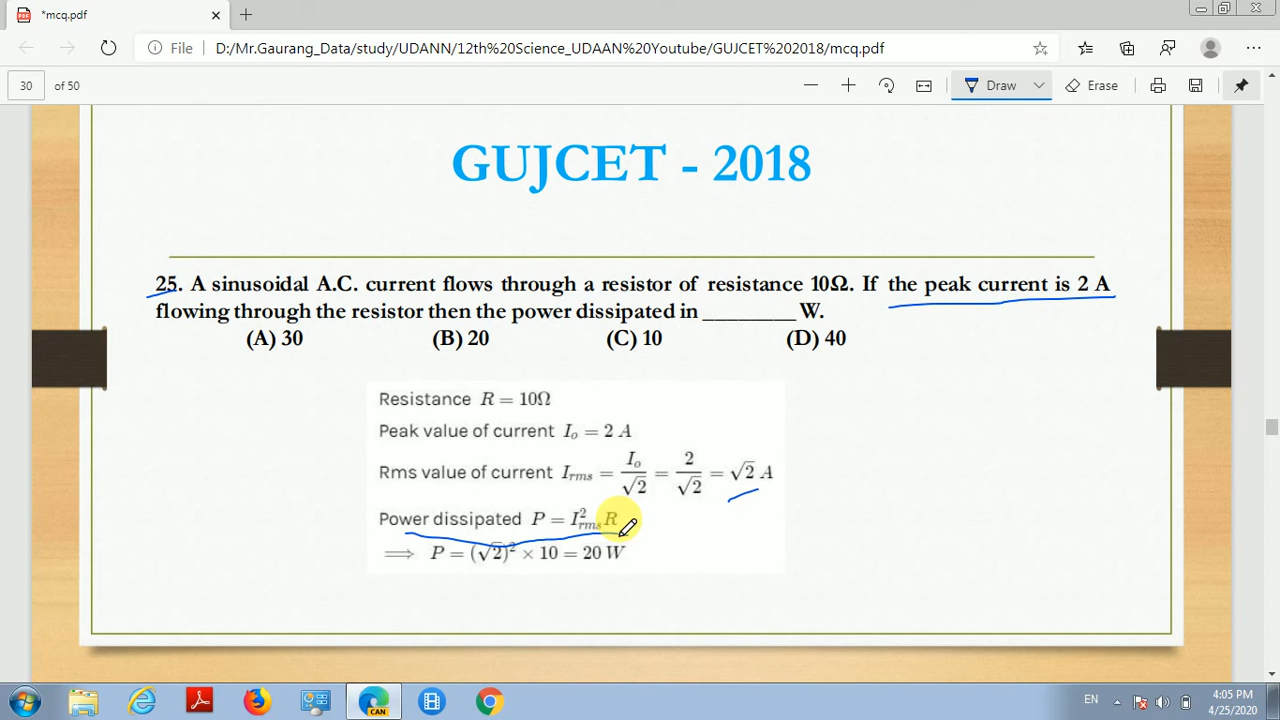 *mcq.pdf
File D:/Mr.Gaurang_Data/study/UDANN/12th%20Science_UDAAN%20Youtube/GUJCET%202018/mcq.pdf
30 of 50 Draw Erase
GUJCET - 2018
25. A sinusoidal A.C. current flows through a resistor of resistance 10Ω. If the peak current is 2 A
flowing through the resistor then the power dissipated in ________ W.
(A) 30 (B) 20 (C) 10 (D) 40
Resistance R = 10Ω
Peak value of current I_o = 2 A
Rms value of current I_rms = I_o/√2 = 2/√2 = √2 A
Power dissipated P = I²_rms R
⟹ P = (√2)² × 10 = 20 W
CAN
EN 4:05 PM
4/25/2020